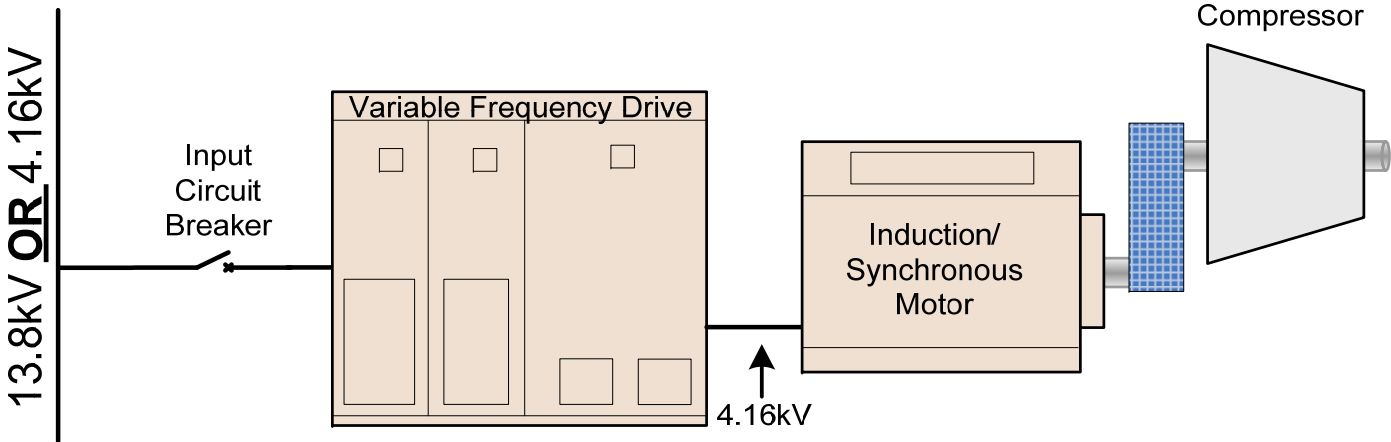 13.8kV OR 4.16kV
Input
Circuit
Breaker
Variable Frequency Drive
4.16kV
Induction/
Synchronous
Motor
Compressor